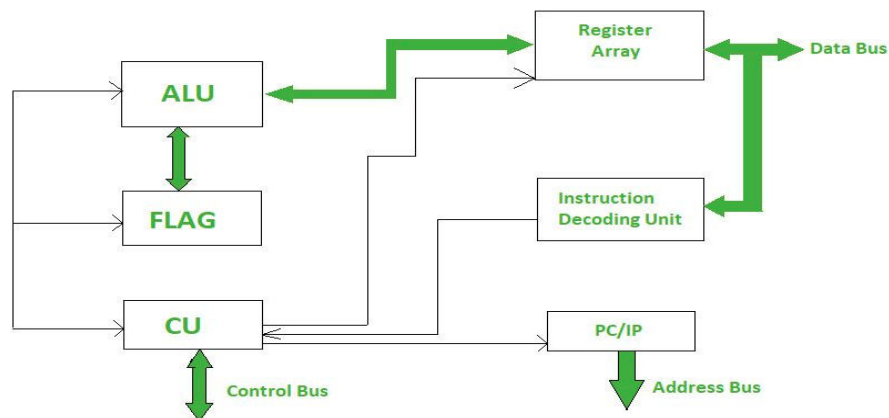 Register
Array
Data Bus
ALU
FLAG
Instruction
Decoding Unit
CU
PC/IP
Control Bus
Address Bus